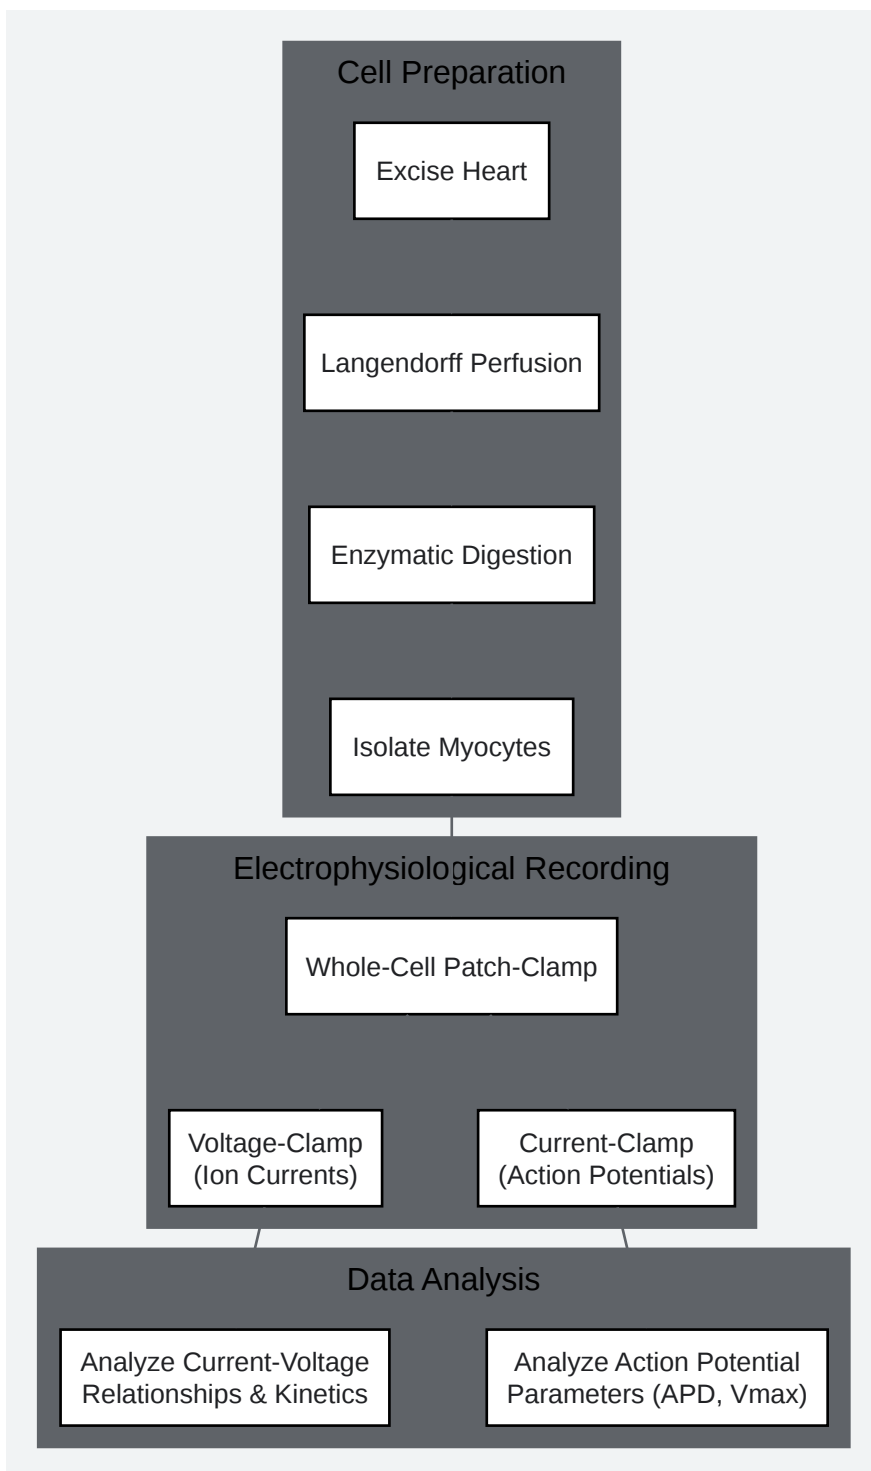 Cell Preparation
Excise Heart
Langendorff Perfusion
Enzymatic Digestion
Isolate Myocytes
Electrophysiological Recording
Whole-Cell Patch-Clamp
Voltage-Clamp
(Ion Currents)
Current-Clamp
(Action Potentials)
Data Analysis
Analyze Current-Voltage
Relationships & Kinetics
Analyze Action Potential
Parameters (APD, Vmax)